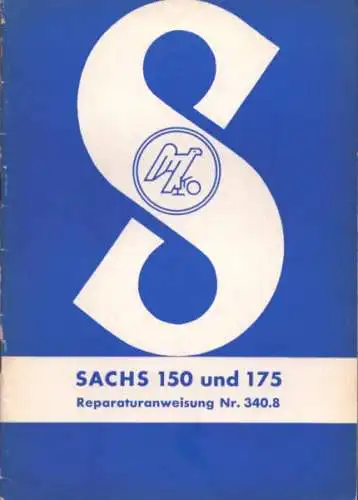 SACHS 150 und 175
Reparaturanweisung Nr. 340.8